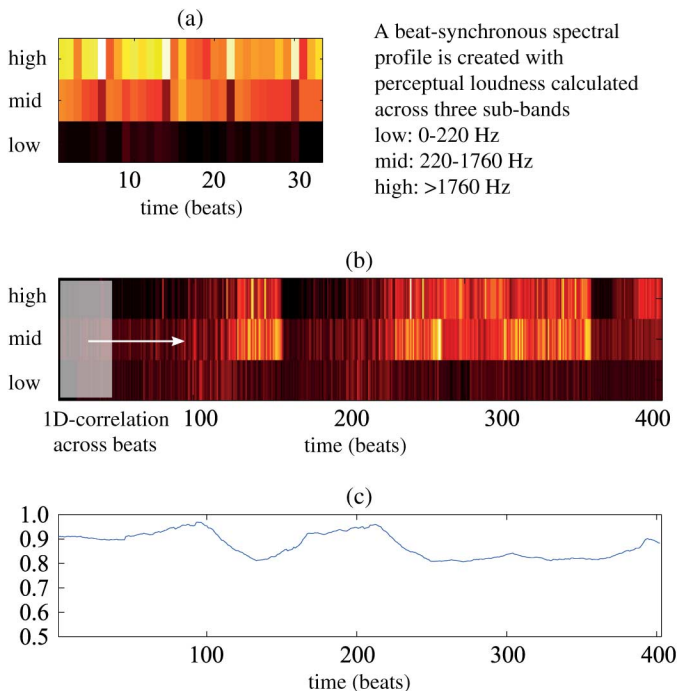 (a)
high
mid
low
10
20
30
time (beats)
A beat-synchronous spectral
profile is created with
perceptual loudness calculated
across three sub-bands
low: 0-220 Hz
mid: 220-1760 Hz
high: >1760 Hz
(b)
high
mid
low
1D-correlation
across beats
100
200
300
400
time (beats)
(c)
1.0
0.9
0.8
0.7
0.6
0.5
100
200
300
400
time (beats)